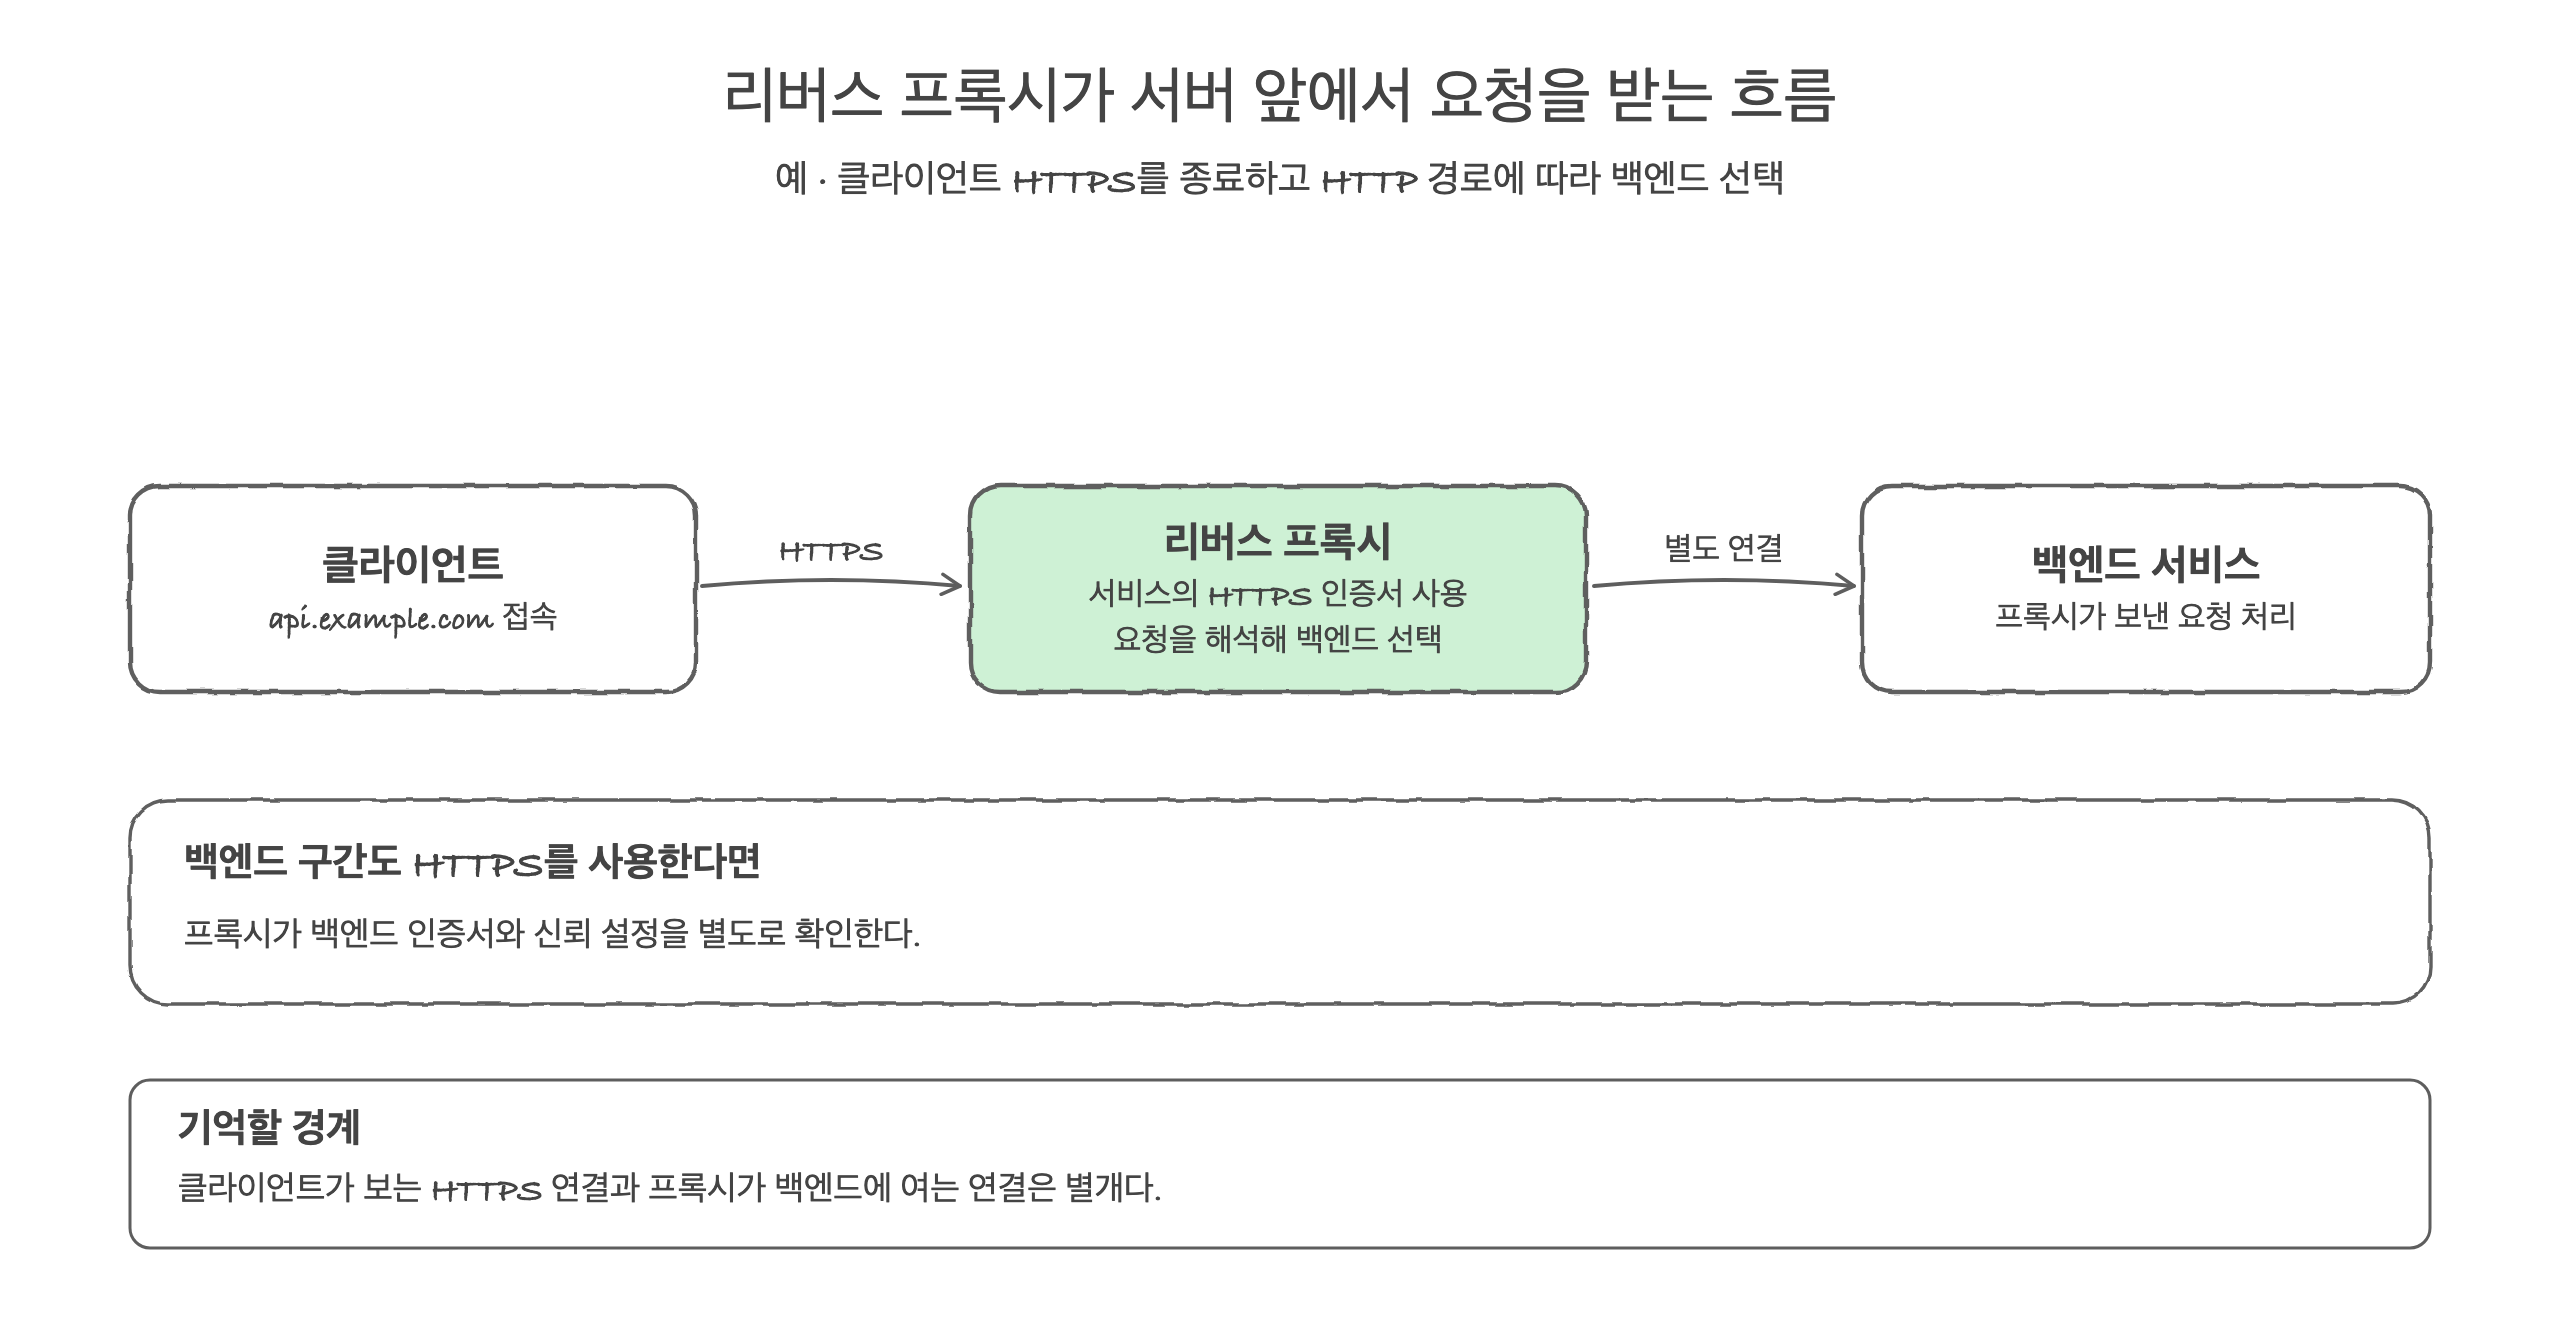 리버스 프록시가 서버 앞에서 요청을 받는 흐름
예 · 클라이언트 HTTPS를 종료하고 HTTP 경로에 따라 백엔드 선택
클라이언트
api.example.com 접속
HTTPS
리버스 프록시
서비스의 HTTPS 인증서 사용
요청을 해석해 백엔드 선택
별도 연결
백엔드 서비스
프록시가 보낸 요청 처리
백엔드 구간도 HTTPS를 사용한다면
프록시가 백엔드 인증서와 신뢰 설정을 별도로 확인한다.
기억할 경계
클라이언트가 보는 HTTPS 연결과 프록시가 백엔드에 여는 연결은 별개다.